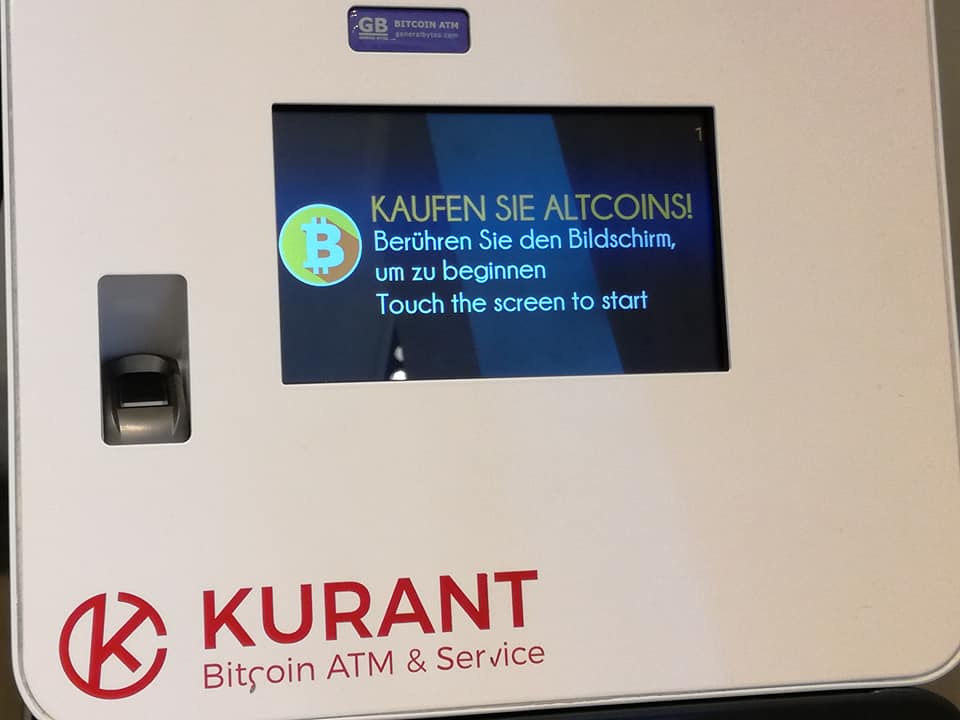 GB BITCOIN ATM
generalbytes.com
1
KAUFEN SIE ALTCOINS!
Berühren Sie den Bildschirm,
um zu beginnen
Touch the screen to start
KURANT
Bitcoin ATM & Service